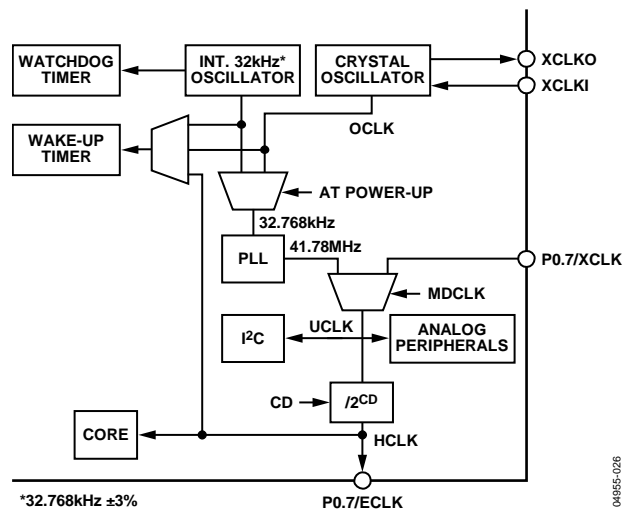 WATCHDOG
TIMER
INT. 32kHz*
OSCILLATOR
CRYSTAL
OSCILLATOR
XCLKO
XCLKI
OCLK
WAKE-UP
TIMER
AT POWER-UP
32.768kHz
41.78MHz
PLL
P0.7/XCLK
MDCLK
I²C
UCLK
ANALOG
PERIPHERALS
CD
/2ᶜᴰ
CORE
HCLK
*32.768kHz ±3%
P0.7/ECLK
04955-026